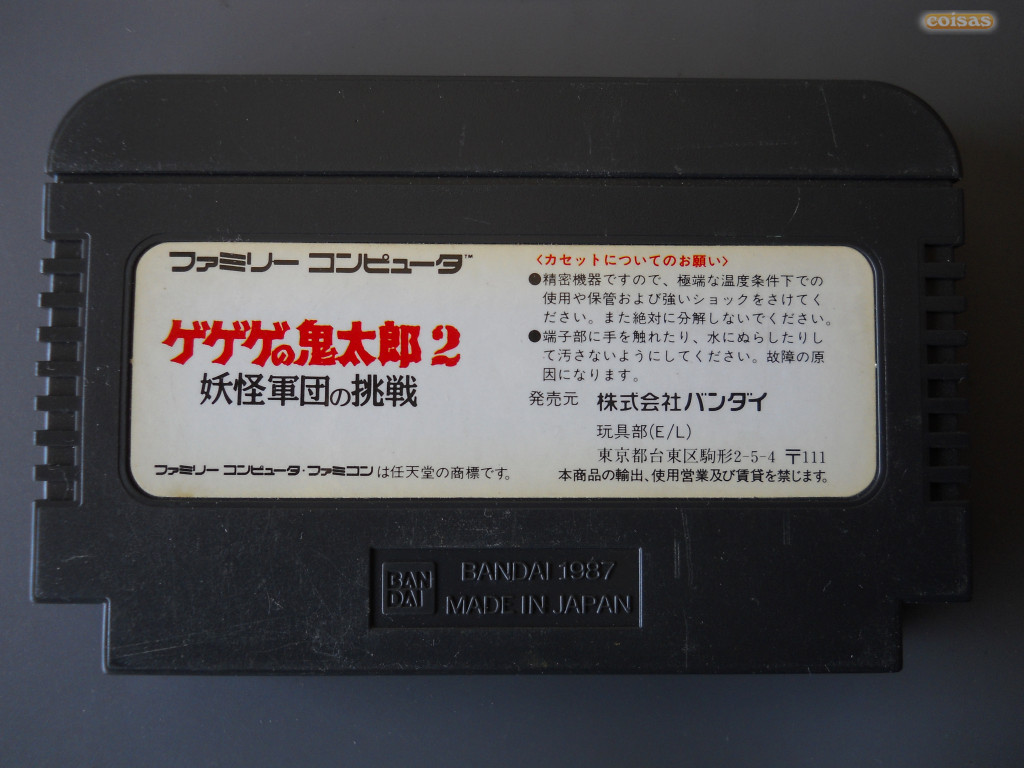 coisas
ファミリー コンピュータ™
ゲゲゲの鬼太郎2
妖怪軍団の挑戦
ファミリー コンピュータ・ファミコン は任天堂の商標です。
〈カセットについてのお願い〉
●精密機器ですので、極端な温度条件下での
使用や保管および強いショックをさけてく
ださい。また絶対に分解しないでください。
●端子部に手を触れたり、水にぬらしたりし
て汚さないようにしてください。故障の原
因になります。
発売元 株式会社バンダイ
玩具部(E/L)
東京都台東区駒形2-5-4 〒111
本商品の輸出、使用営業及び賃貸を禁じます。
BAN
DAI
BANDAI 1987
MADE IN JAPAN